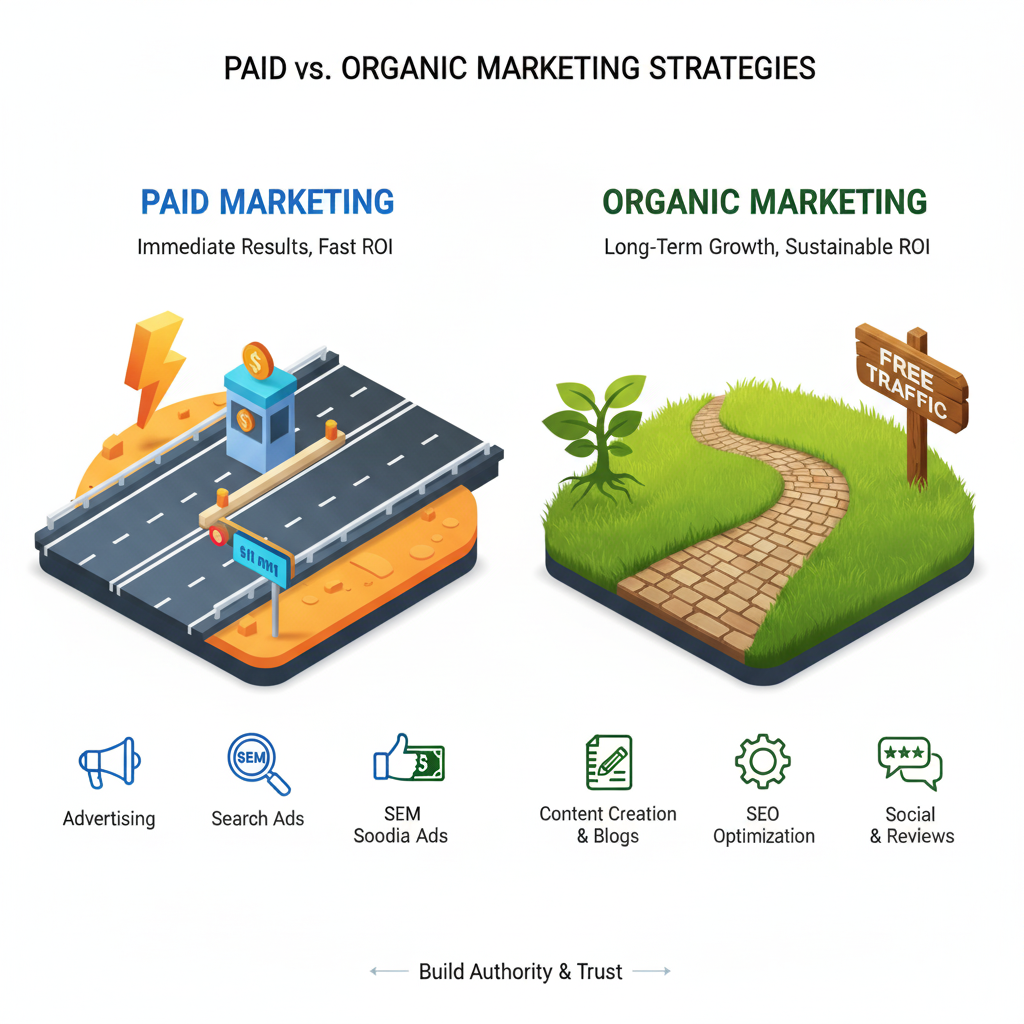 PAID vs. ORGANIC MARKETING STRATEGIES
PAID MARKETING
Immediate Results, Fast ROI
ORGANIC MARKETING
Long-Term Growth, Sustainable ROI
$
$
FREE
TRAFFIC
SEM
$
Advertising
Search Ads
SEM
Soodia Ads
Content Creation
& Blogs
SEO
Optimization
Social
& Reviews
Build Authority & Trust